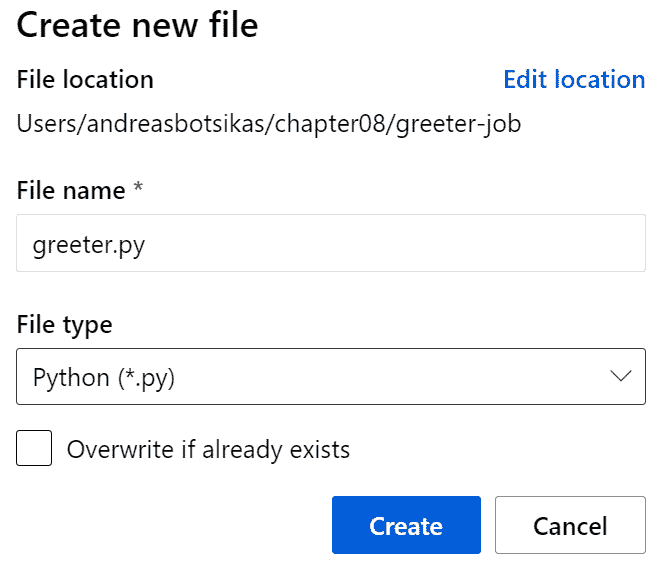 Create new file
File location Edit location
Users/andreasbotsikas/chapter08/greeter-job
File name *
greeter.py
File type
Python (*.py)
Overwrite if already exists
Create Cancel